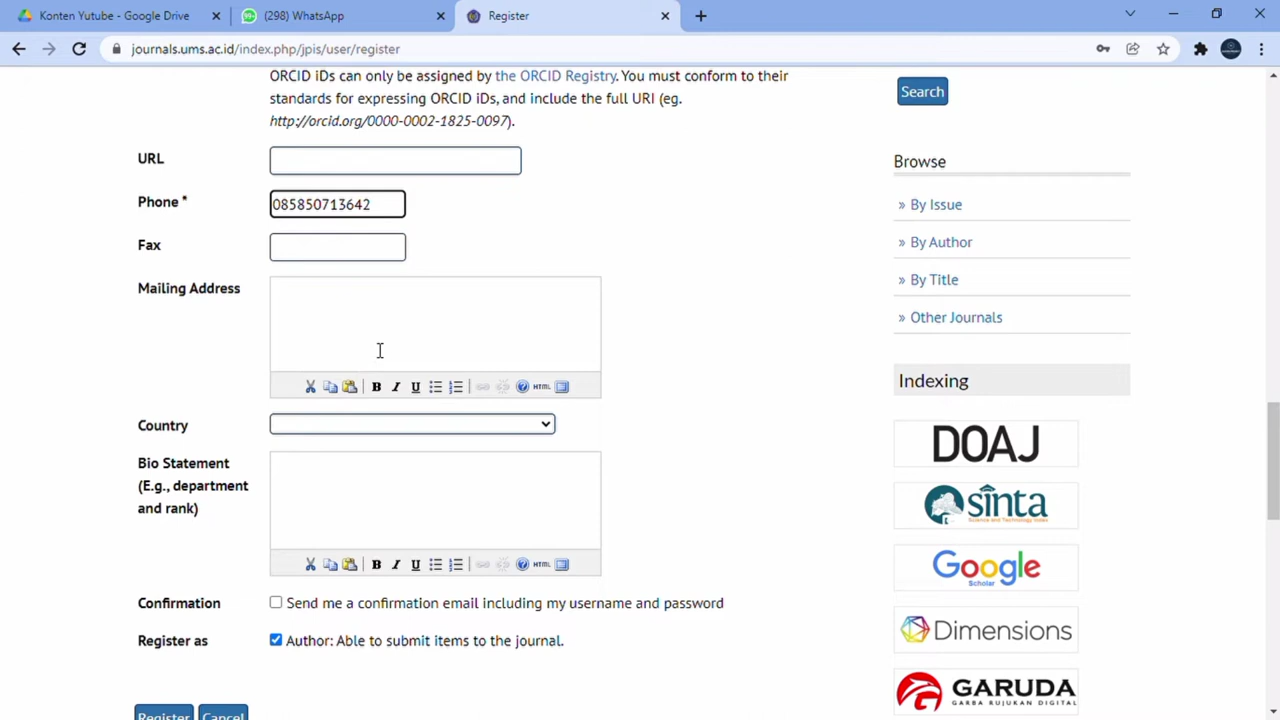 Konten Yutube - Google Drive
(298) WhatsApp
Register
journals.ums.ac.id/index.php/jpis/user/register
ORCID iDs can only be assigned by the ORCID Registry. You must conform to their
standards for expressing ORCID iDs, and include the full URI (eg.
http://orcid.org/0000-0002-1825-0097).
URL
Phone *
085850713642
Fax
Mailing Address
HTML
Country
Bio Statement
(E.g., department
and rank)
HTML
Confirmation
Send me a confirmation email including my username and password
Register as
Author: Able to submit items to the journal.
Register
Cancel
Search
Browse
» By Issue
» By Author
» By Title
» Other Journals
Indexing
DOAJ
sinta
Science and Technology Index
Google
Scholar
Dimensions
GARUDA
GARBA RUJUKAN DIGITAL